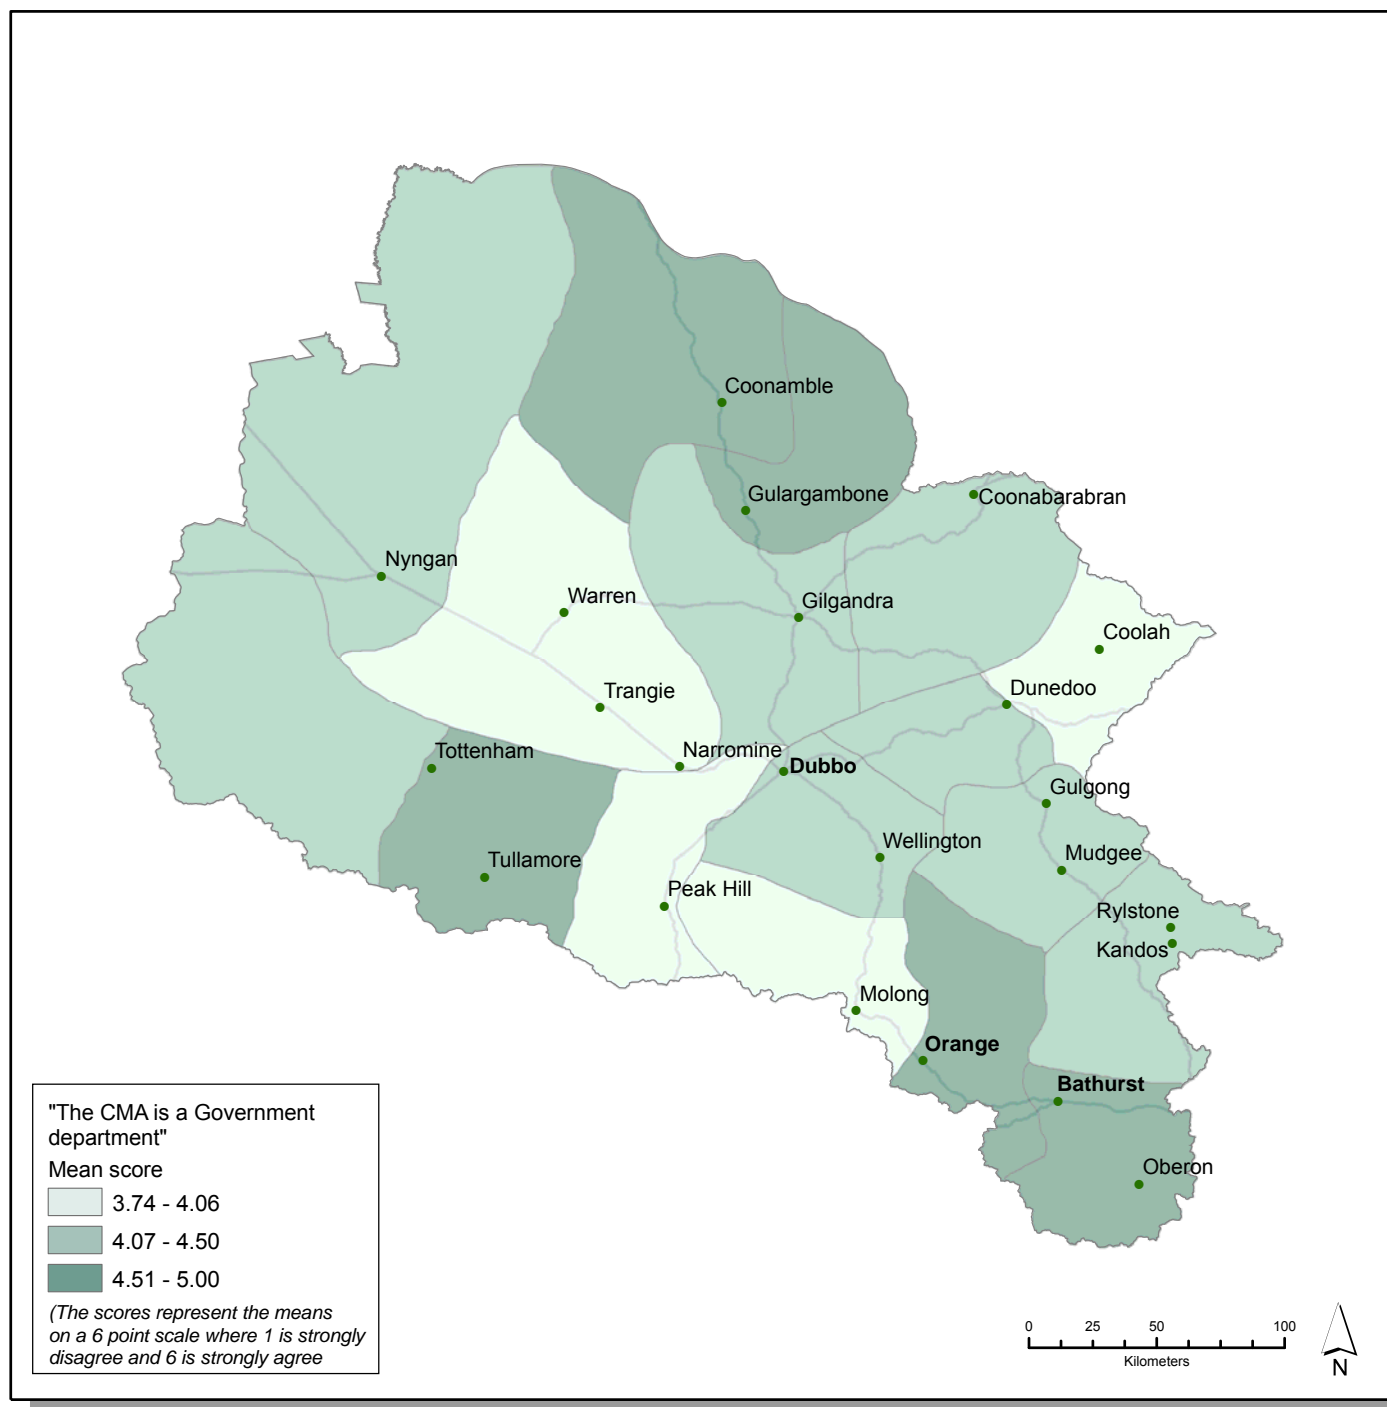 Coonamble
Gulargambone
Coonabarabran
Nyngan
Warren
Gilgandra
Coolah
Trangie
Dunedoo
Tottenham
Narromine
Dubbo
Gulgong
Wellington
Mudgee
Tullamore
Peak Hill
Rylstone
Kandos
Molong
Orange
Bathurst
Oberon
"The CMA is a Government
department"
Mean score
3.74 - 4.06
4.07 - 4.50
4.51 - 5.00
(The scores represent the means
on a 6 point scale where 1 is strongly
disagree and 6 is strongly agree
0 25 50 100
Kilometers
N